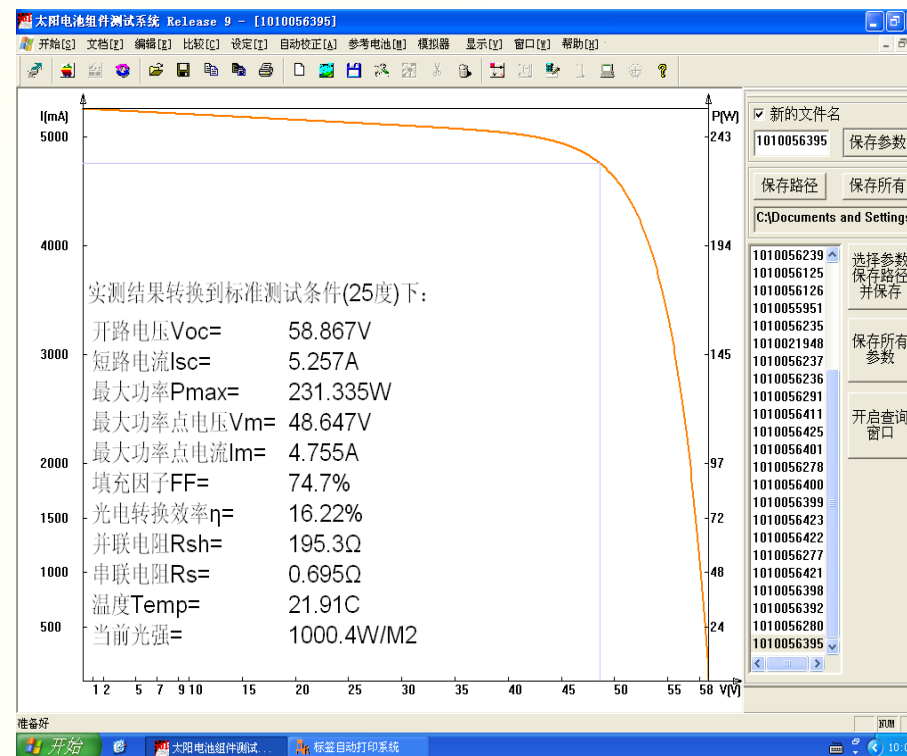 太阳电池组件测试系统 Release 9 - [1010056395]
开始[S] 文档[F] 编辑[E] 比较[C] 设定[T] 自动校正[A] 参考电池[M] 模拟器 显示[V] 窗口[W] 帮助[H]
I(mA)
P(W)
5000
4000
3000
2000
1500
1000
500
243
194
145
97
72
48
24
实测结果转换到标准测试条件(25度)下:
开路电压Voc= 58.867V
短路电流Isc= 5.257A
最大功率Pmax= 231.335W
最大功率点电压Vm= 48.647V
最大功率点电流Im= 4.755A
填充因子FF= 74.7%
光电转换效率η= 16.22%
并联电阻Rsh= 195.3Ω
串联电阻Rs= 0.695Ω
温度Temp= 21.91C
当前光强= 1000.4W/M2
1 2 5 7 9 10 15 20 25 30 35 40 45 50 55 58 V(V)
新的文件名
1010056395 保存参数
保存路径 保存所有
C:\Documents and Settings
1010056239
1010056125
1010056126
1010055951
1010056235
1010021948
1010056237
1010056236
1010056291
1010056411
1010056425
1010056401
1010056278
1010056400
1010056399
1010056423
1010056422
1010056277
1010056421
1010056398
1010056392
1010056280
1010056395
选择参数
保存路径
并保存
保存所有
参数
开启查询
窗口
准备好 NUM
开始 太阳电池组件测试... 标签自动打印系统